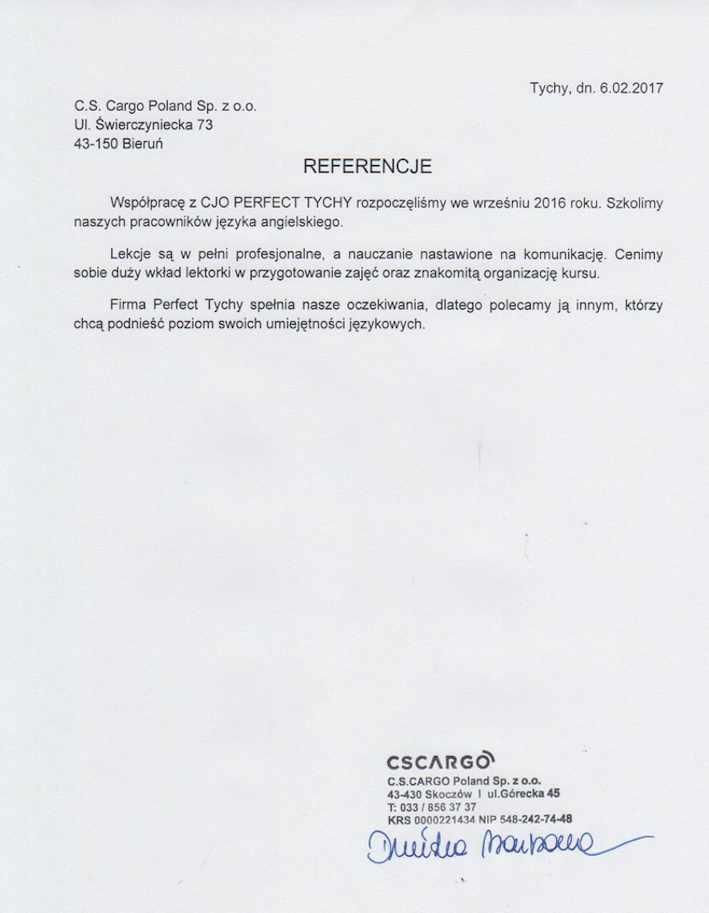 Tychy, dn. 6.02.2017
C.S. Cargo Poland Sp. z o.o.
Ul. Świerczyniecka 73
43-150 Bieruń
REFERENCJE
Współpracę z CJO PERFECT TYCHY rozpoczęliśmy we wrześniu 2016 roku. Szkolimy
naszych pracowników języka angielskiego.
Lekcje są w pełni profesjonalne, a nauczanie nastawione na komunikację. Cenimy
sobie duży wkład lektorki w przygotowanie zajęć oraz znakomitą organizację kursu.
Firma Perfect Tychy spełnia nasze oczekiwania, dlatego polecamy ją innym, którzy
chcą podnieść poziom swoich umiejętności językowych.
CSCARGO
C.S.CARGO Poland Sp. z o.o.
43-430 Skoczów I ul.Górecka 45
T: 033 / 856 37 37
KRS 0000221434 NIP 548-242-74-48